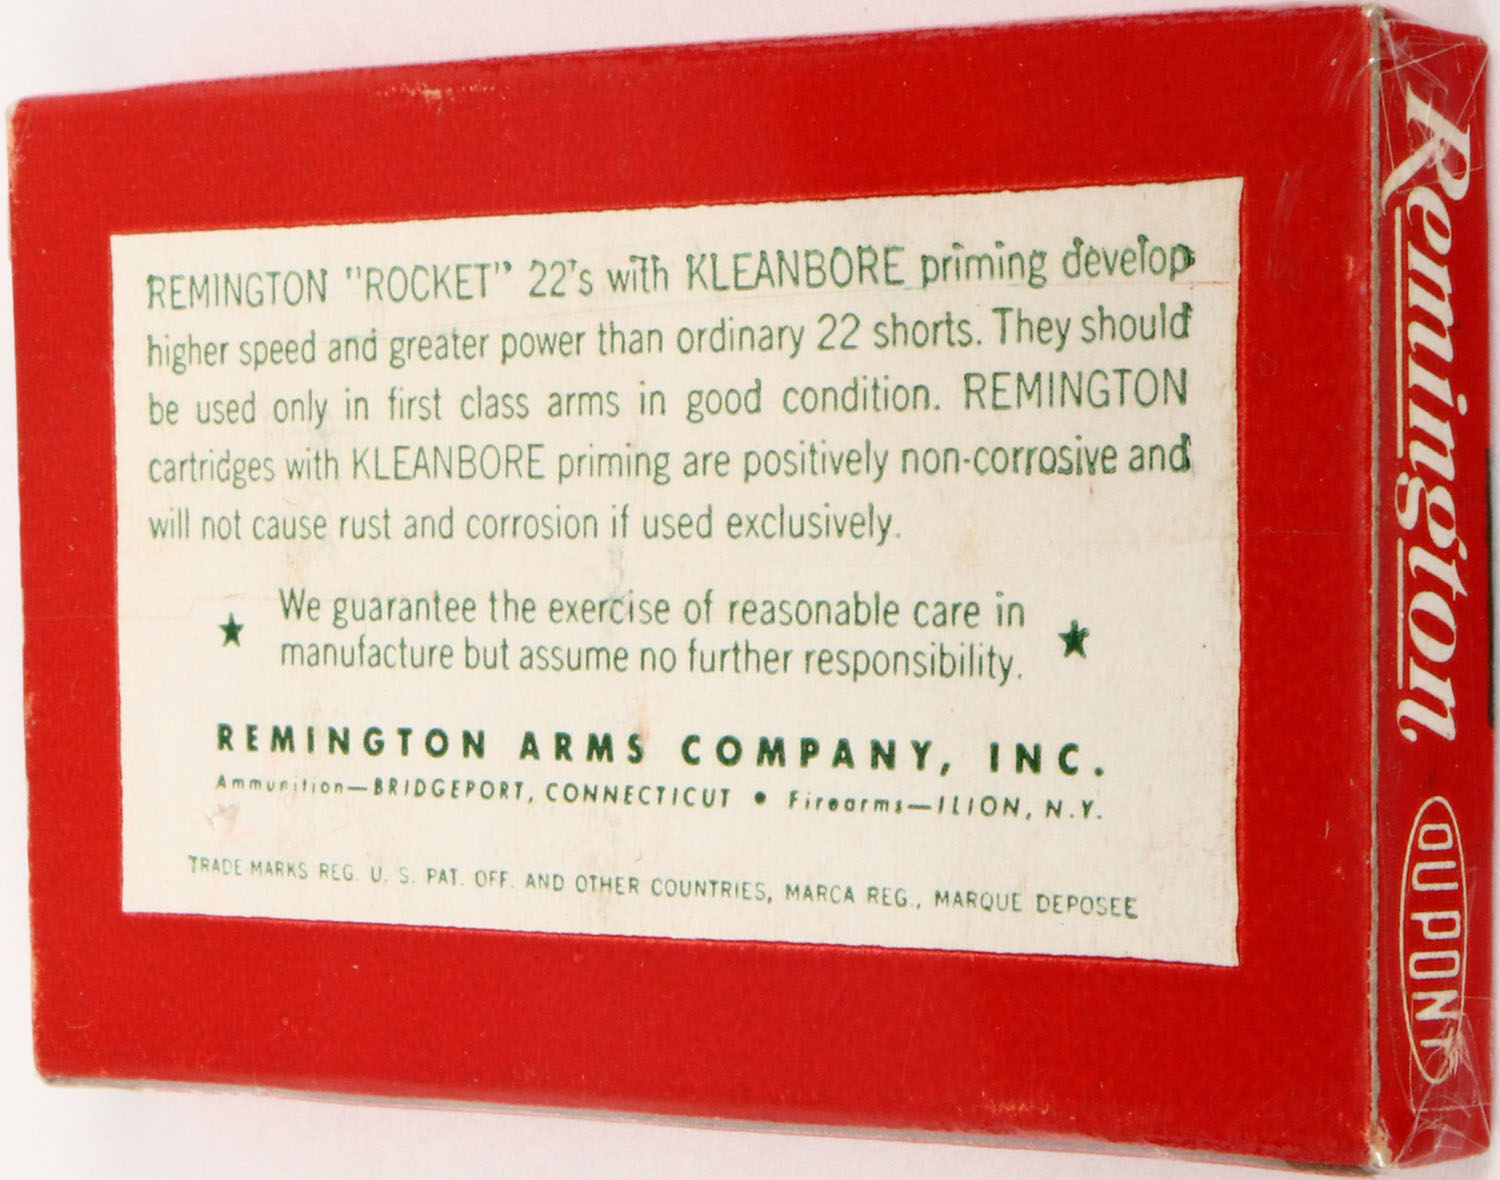 REMINGTON "ROCKET" 22's with KLEANBORE priming develop
higher speed and greater power than ordinary 22 shorts. They should
be used only in first class arms in good condition. REMINGTON
cartridges with KLEANBORE priming are positively non-corrosive and
will not cause rust and corrosion if used exclusively.
★ We guarantee the exercise of reasonable care in ★
manufacture but assume no further responsibility.
REMINGTON ARMS COMPANY, INC.
Ammunition—BRIDGEPORT, CONNECTICUT • Firearms—ILION, N.Y.
TRADE MARKS REG. U. S. PAT. OFF. AND OTHER COUNTRIES, MARCA REG., MARQUE DEPOSEE
Remington
DUPONT